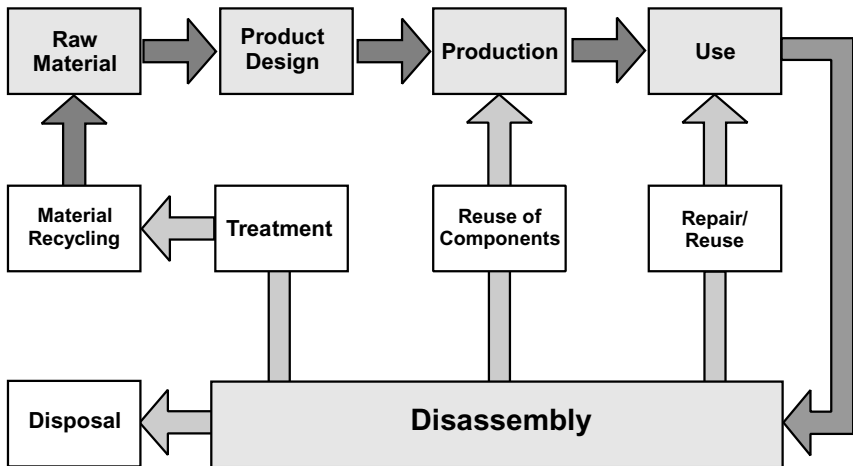 Raw
Material
Product
Design
Production
Use
Material
Recycling
Treatment
Reuse of
Components
Repair/
Reuse
Disposal
Disassembly